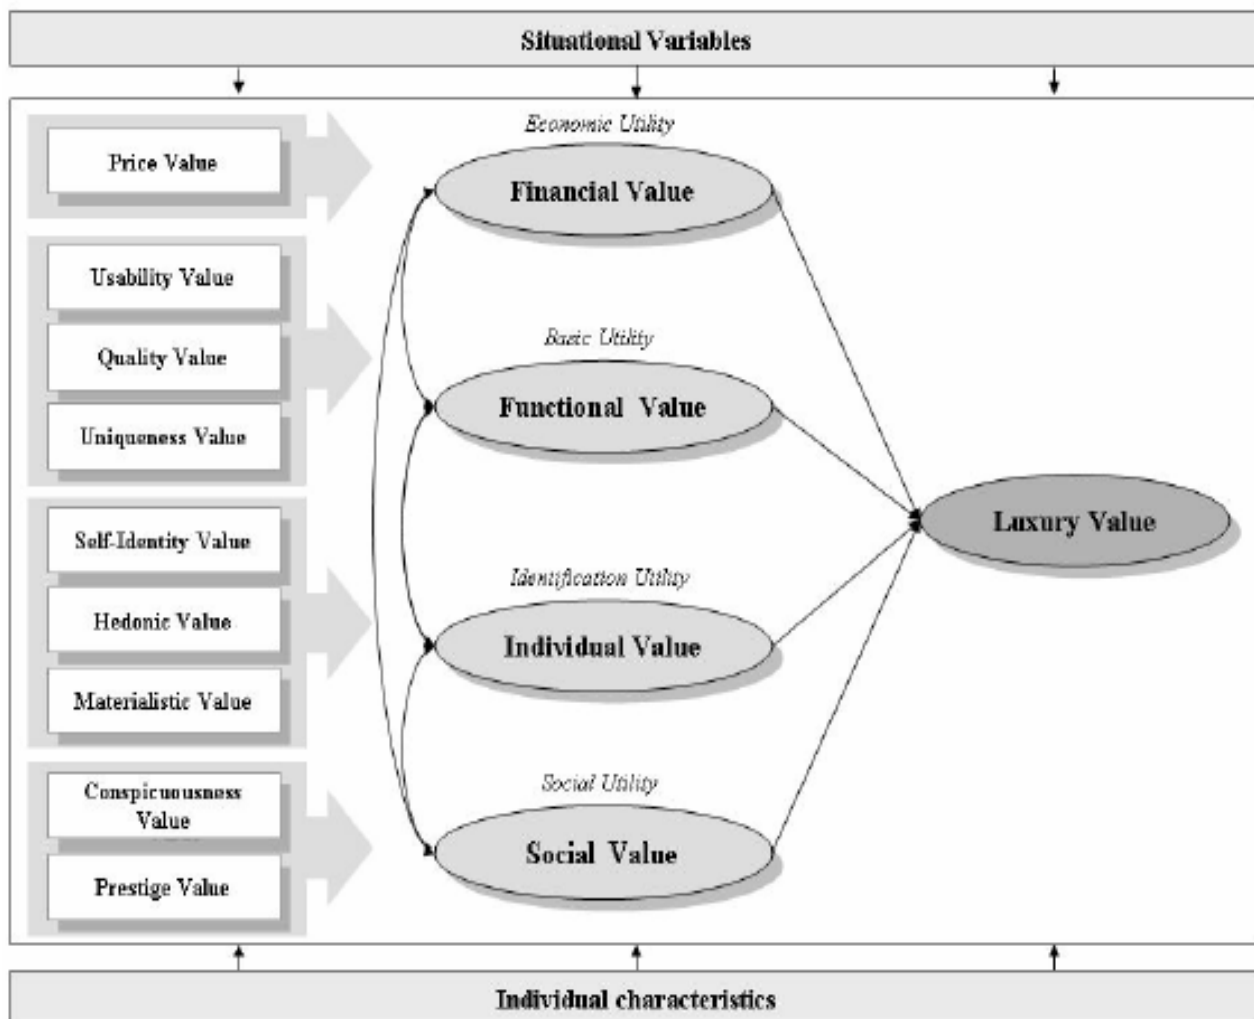 Situational Variables
Price Value
Economic Utility
Financial Value
Usability Value
Quality Value
Uniqueness Value
Basic Utility
Functional Value
Luxury Value
Self-Identity Value
Hedonic Value
Materialistic Value
Identification Utility
Individual Value
Conspicuousness
Value
Prestige Value
Social Utility
Social Value
Individual characteristics